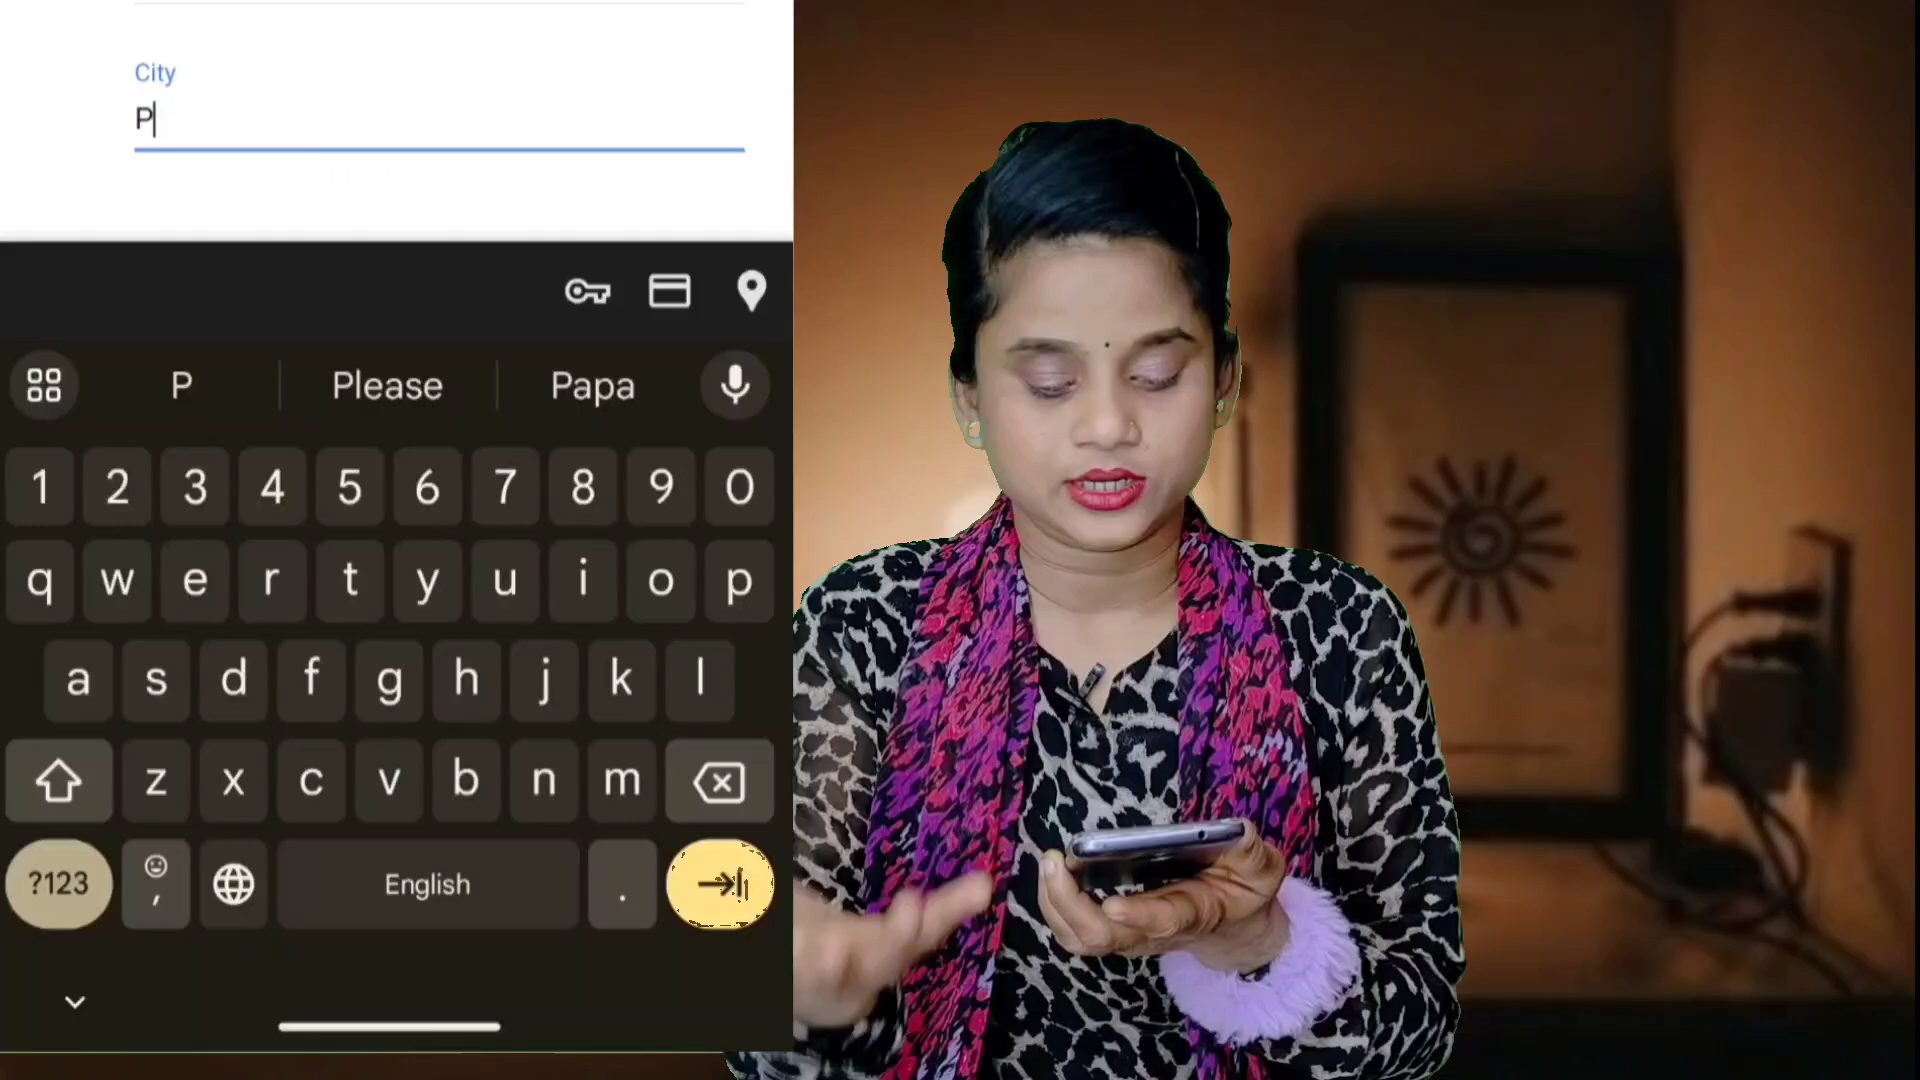 City
P
P Please Papa
1 2 3 4 5 6 7 8 9 0
q w e r t y u i o p
a s d f g h j k l
z x c v b n m
?123 , English .